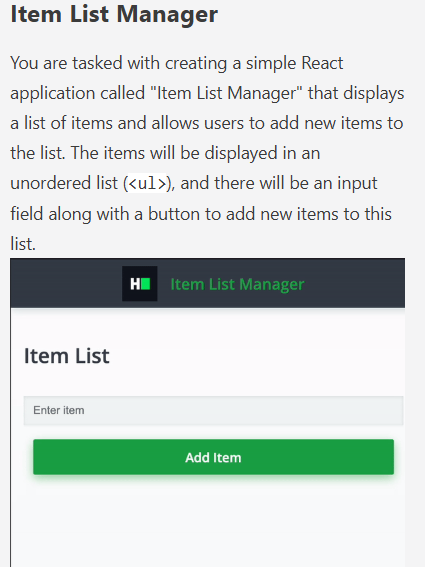 Item List Manager
You are tasked with creating a simple React
application called "Item List Manager" that displays
a list of items and allows users to add new items to
the list. The items will be displayed in an
unordered list (<ul>), and there will be an input
field along with a button to add new items to this
list.
H
Item List Manager
Item List
Enter item
Add Item